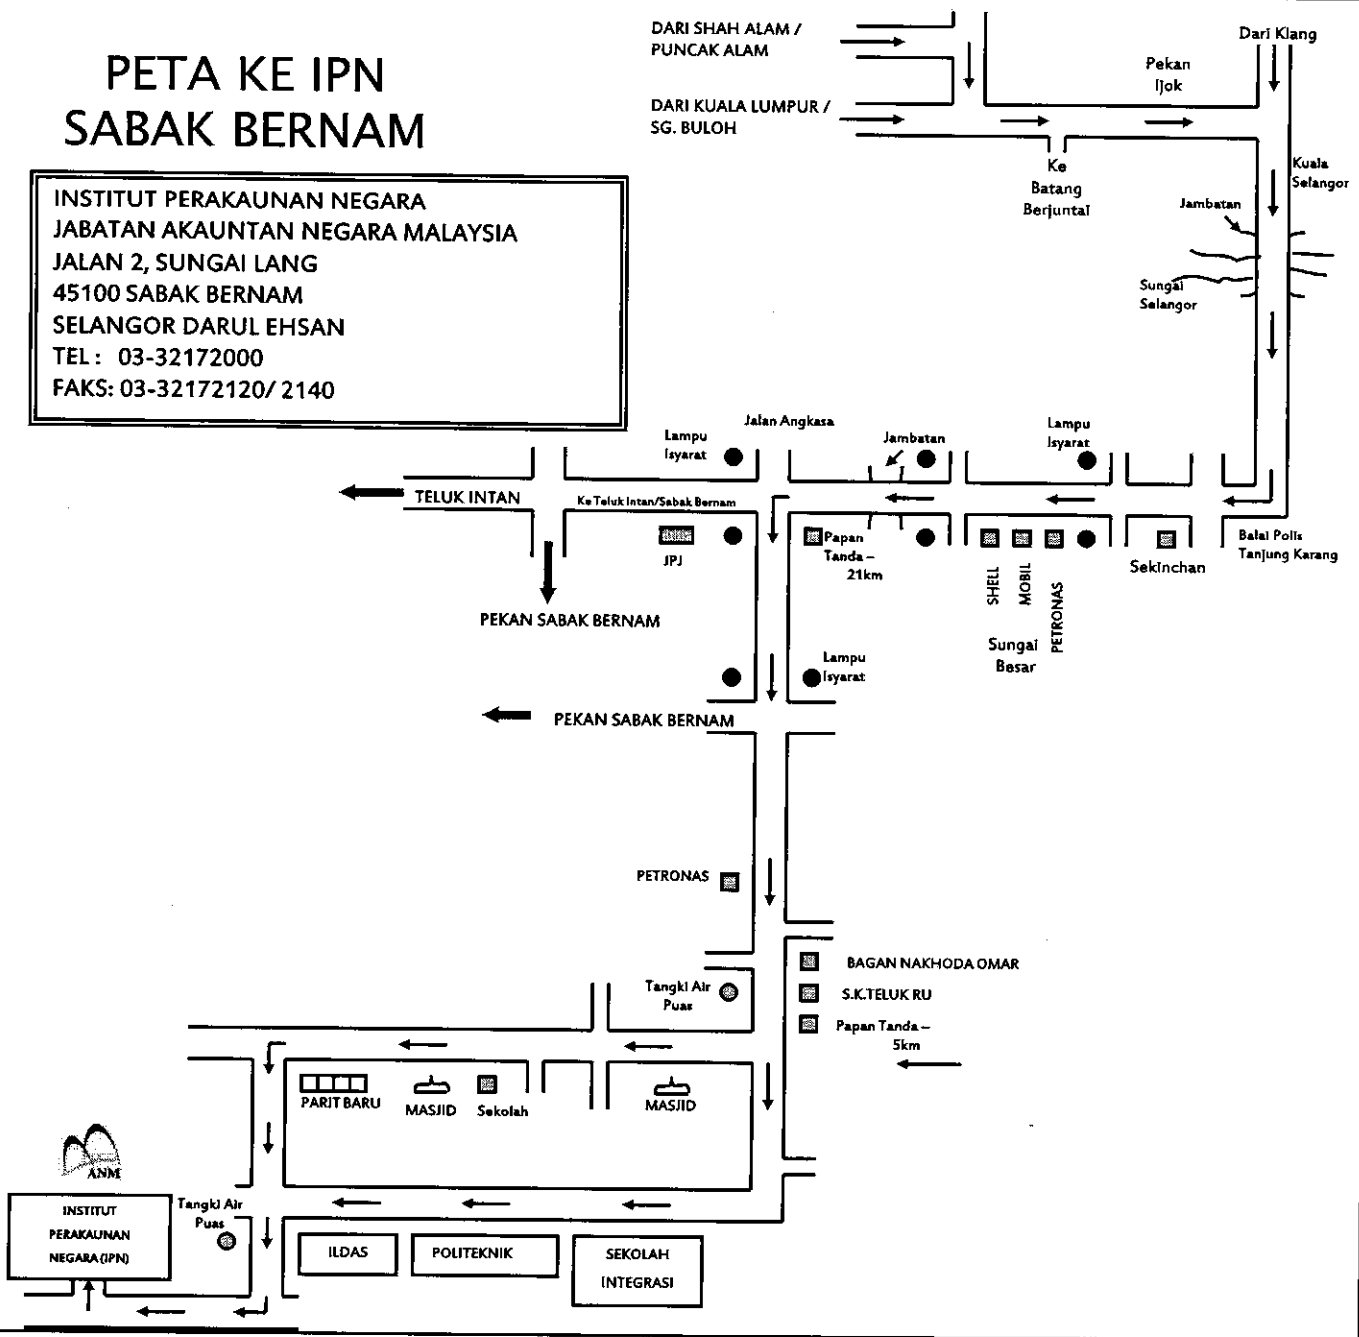 PETA KE IPN
SABAK BERNAM
INSTITUT PERAKAUNAN NEGARA
JABATAN AKAUNTAN NEGARA MALAYSIA
JALAN 2, SUNGAI LANG
45100 SABAK BERNAM
SELANGOR DARUL EHSAN
TEL : 03-32172000
FAKS: 03-32172120/ 2140
DARI SHAH ALAM /
PUNCAK ALAM
DARI KUALA LUMPUR /
SG. BULOH
Dari Klang
Pekan
Ijok
Ke
Batang
Berjuntai
Kuala
Selangor
Jambatan
Sungai
Selangor
Jalan Angkasa
Lampu
Isyarat
Jambatan
Lampu
Isyarat
TELUK INTAN
Ke Teluk Intan/Sabak Bernam
JPJ
Papan
Tanda –
21km
SHELL
MOBIL
PETRONAS
Sungai
Besar
Sekinchan
Balai Polis
Tanjung Karang
PEKAN SABAK BERNAM
Lampu
Isyarat
PEKAN SABAK BERNAM
PETRONAS
BAGAN NAKHODA OMAR
S.K.TELUK RU
Papan Tanda –
5km
Tangki Air
Puas
PARIT BARU
MASJID
Sekolah
MASJID
ANM
INSTITUT
PERAKAUNAN
NEGARA (IPN)
Tangki Air
Puas
ILDAS
POLITEKNIK
SEKOLAH
INTEGRASI